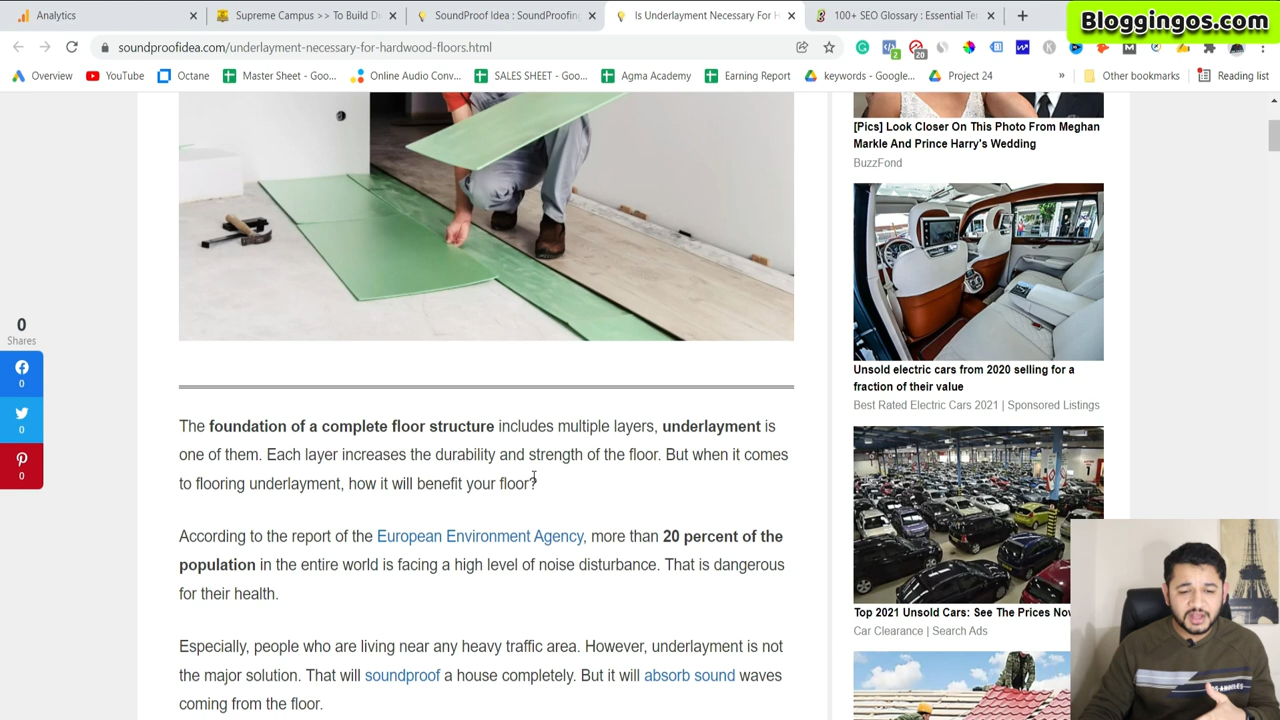 Analytics
Supreme Campus >> To Build Di
SoundProof Idea : SoundProofing
Is Underlayment Necessary For H
100+ SEO Glossary : Essential Ter
Bloggingos.com
soundproofidea.com/underlayment-necessary-for-hardwood-floors.html
2
20
Overview
YouTube
Octane
Master Sheet - Goo...
Online Audio Conv...
SALES SHEET - Goo...
Agma Academy
Earning Report
keywords - Google...
Project 24
»
Other bookmarks
Reading list
[Pics] Look Closer On This Photo From Meghan
Markle And Prince Harry's Wedding
BuzzFond
Unsold electric cars from 2020 selling for a
fraction of their value
Best Rated Electric Cars 2021 | Sponsored Listings
0
Shares
0
0
0
The foundation of a complete floor structure includes multiple layers, underlayment is
one of them. Each layer increases the durability and strength of the floor. But when it comes
to flooring underlayment, how it will benefit your floor?
According to the report of the European Environment Agency, more than 20 percent of the
population in the entire world is facing a high level of noise disturbance. That is dangerous
for their health.
Especially, people who are living near any heavy traffic area. However, underlayment is not
the major solution. That will soundproof a house completely. But it will absorb sound waves
coming from the floor.
Top 2021 Unsold Cars: See The Prices Now
Car Clearance | Search Ads